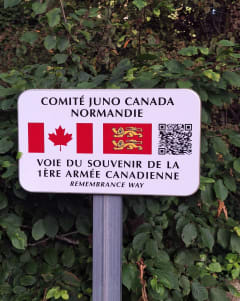 COMITÉ JUNO CANADA
NORMANDIE
VOIE DU SOUVENIR DE LA
1ÈRE ARMÉE CANADIENNE
REMEMBRANCE WAY